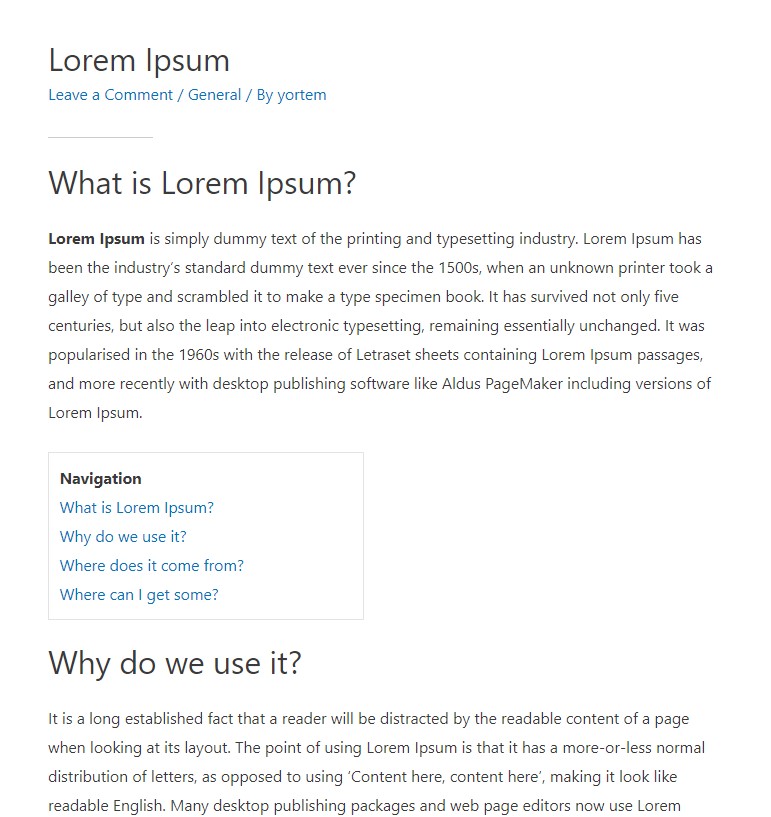 Lorem Ipsum
Leave a Comment / General / By yortem
What is Lorem Ipsum?
Lorem Ipsum is simply dummy text of the printing and typesetting industry. Lorem Ipsum has
been the industry’s standard dummy text ever since the 1500s, when an unknown printer took a
galley of type and scrambled it to make a type specimen book. It has survived not only five
centuries, but also the leap into electronic typesetting, remaining essentially unchanged. It was
popularised in the 1960s with the release of Letraset sheets containing Lorem Ipsum passages,
and more recently with desktop publishing software like Aldus PageMaker including versions of
Lorem Ipsum.
Navigation
What is Lorem Ipsum?
Why do we use it?
Where does it come from?
Where can I get some?
Why do we use it?
It is a long established fact that a reader will be distracted by the readable content of a page
when looking at its layout. The point of using Lorem Ipsum is that it has a more-or-less normal
distribution of letters, as opposed to using ‘Content here, content here’, making it look like
readable English. Many desktop publishing packages and web page editors now use Lorem